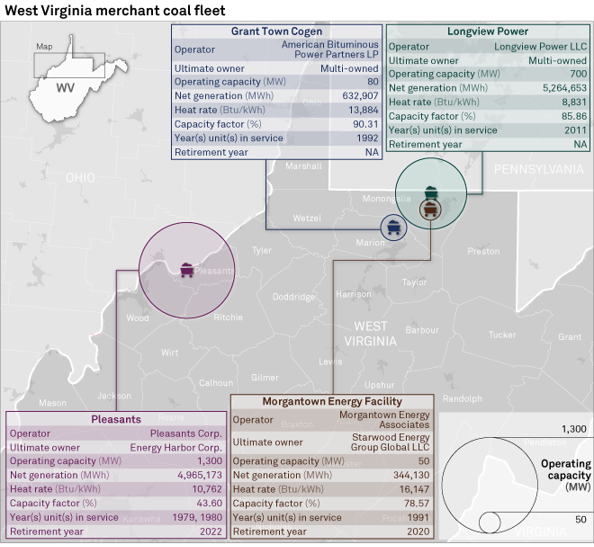 West Virginia merchant coal fleet
Map
WV
Grant Town Cogen
Operator American Bituminous
Power Partners LP
Ultimate owner Multi-owned
Operating capacity (MW) 80
Net generation (MWh) 632,907
Heat rate (Btu/kWh) 13,884
Capacity factor (%) 90.31
Year(s) unit(s) in service 1992
Retirement year NA
Longview Power
Operator Longview Power LLC
Ultimate owner Multi-owned
Operating capacity (MW) 700
Net generation (MWh) 5,264,653
Heat rate (Btu/kWh) 8,831
Capacity factor (%) 85.86
Year(s) unit(s) in service 2011
Retirement year NA
OHIO
PENNSYLVANIA
Marshall
Wetzel
Marion
Preston
Tyler
Pleasants
Doddridge
Harrison
Taylor
Wood
Ritchie
WEST
VIRGINIA
Barbour
Tucker
Grant
Wirt
Lewis
Upshur
Calhoun
Gilmer
Randolph
Mason
Jackson
Pleasants
Operator Pleasants Corp.
Ultimate owner Energy Harbor Corp.
Operating capacity (MW) 1,300
Net generation (MWh) 4,965,173
Heat rate (Btu/kWh) 10,762
Capacity factor (%) 43.60
Year(s) unit(s) in service 1979, 1980
Retirement year 2022
Morgantown Energy Facility
Operator Morgantown Energy
Associates
Ultimate owner Starwood Energy
Group Global LLC
Operating capacity (MW) 50
Net generation (MWh) 344,130
Heat rate (Btu/kWh) 16,147
Capacity factor (%) 78.57
Year(s) unit(s) in service 1991
Retirement year 2020
1,300
Operating
capacity
(MW)
50
VIRGINIA